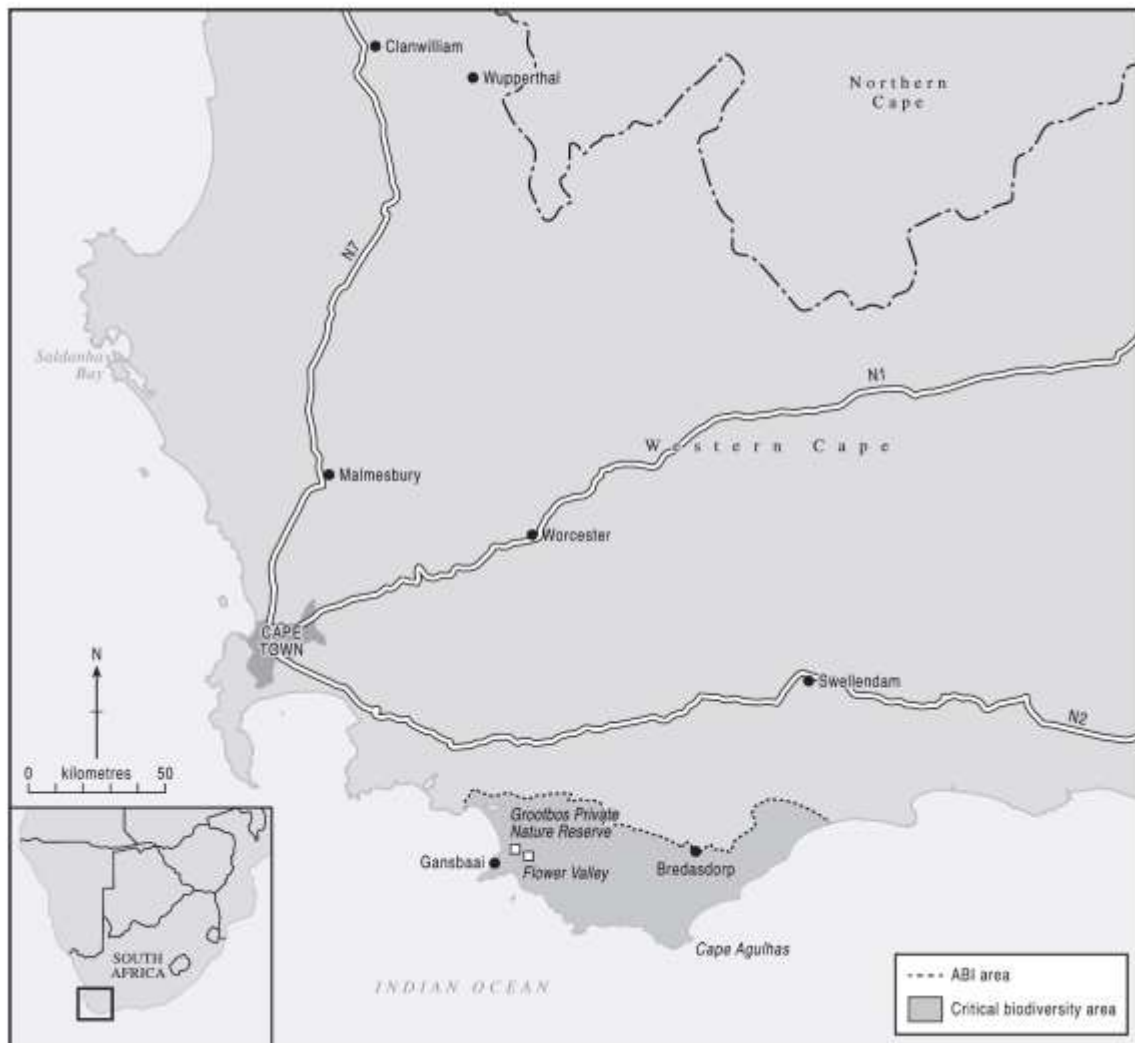 Clanwilliam
Wupperthal
Northern
Cape
N7
Saldanha
Bay
N1
Western Cape
Malmesbury
Worcester
CAPE
TOWN
N
Swellendam
N2
0 kilometres 50
Grootbos Private
Nature Reserve
Gansbaai
Flower Valley
Bredasdorp
Cape Agulhas
SOUTH
AFRICA
INDIAN OCEAN
ABI area
Critical biodiversity area